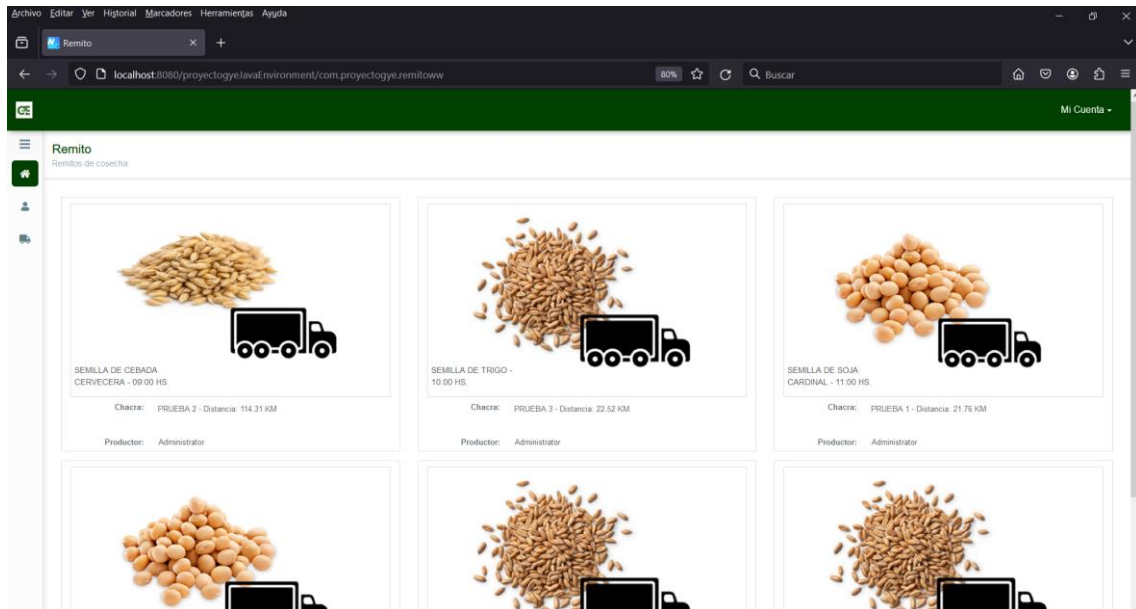 Archivo Editar Ver Historial Marcadores Herramientas Ayuda
Remito
localhost:8080/proyectogyeJavaEnvironment/com.proyectogye.remitoww
80%
Buscar
Mi Cuenta
Remito
Remitos de cosecha
SEMILLA DE CEBADA
CERVECERA - 09:00 HS.
Chacra: PRUEBA 2 - Distancia: 114.31 KM
Productor: Administrator
SEMILLA DE TRIGO -
10:00 HS.
Chacra: PRUEBA 3 - Distancia: 22.52 KM
Productor: Administrator
SEMILLA DE SOJA
CARDINAL - 11:00 HS.
Chacra: PRUEBA 1 - Distancia: 21.76 KM
Productor: Administrator